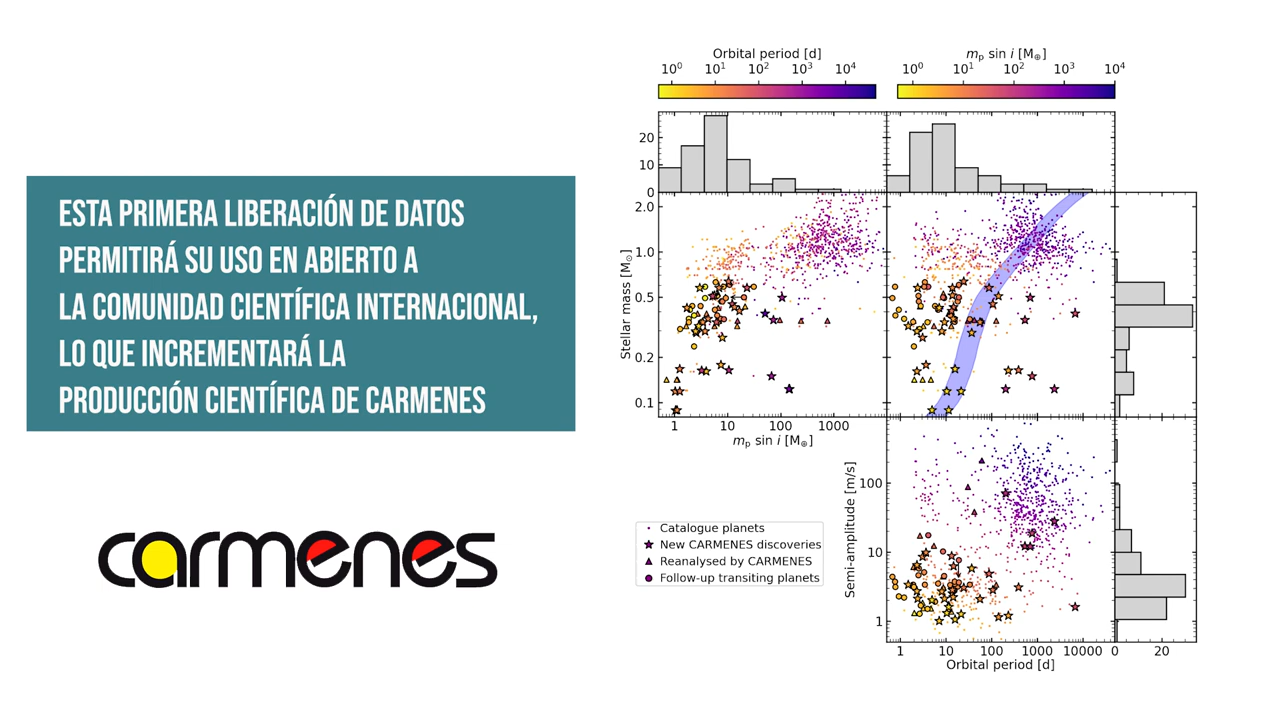 ESTA PRIMERA LIBERACIÓN DE DATOS
PERMITIRÁ SU USO EN ABIERTO A
LA COMUNIDAD CIENTÍFICA INTERNACIONAL,
LO QUE INCREMENTARÁ LA
PRODUCCIÓN CIENTÍFICA DE CARMENES
carmenes
Orbital period [d]
10⁰ 10¹ 10² 10³ 10⁴
mₚ sin i [M⊕]
10⁰ 10¹ 10² 10³ 10⁴
20
10
0
Stellar mass [M⊙]
2.0
1.0
0.5
0.2
0.1
1 10 100 1000
mₚ sin i [M⊕]
Catalogue planets
New CARMENES discoveries
Reanalysed by CARMENES
Follow-up transiting planets
Semi-amplitude [m/s]
100
10
1
1 10 100 1000 10000
Orbital period [d]
0 20